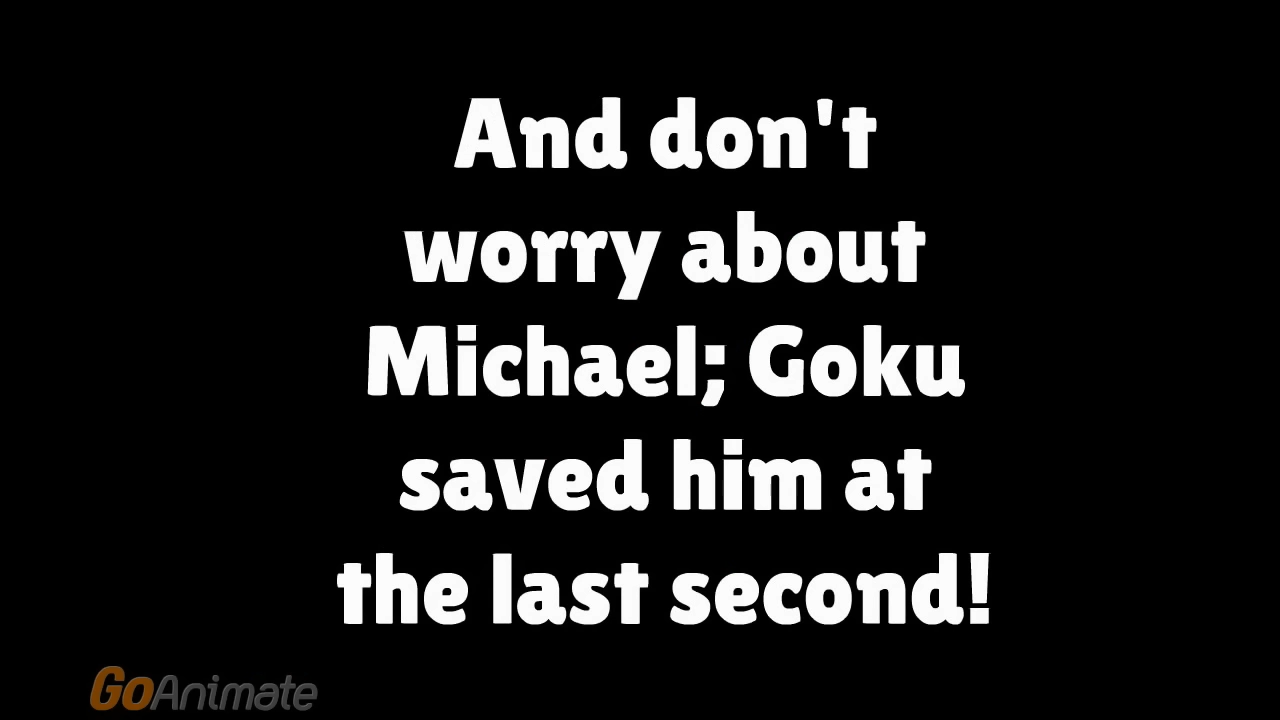 And don't
worry about
Michael; Goku
saved him at
the last second!
GoAnimate